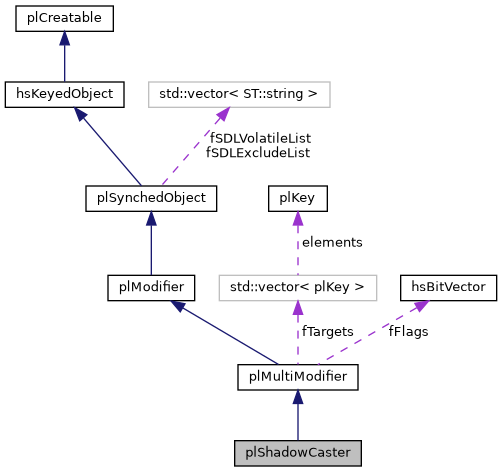 plCreatable
hsKeyedObject
std::vector< ST::string >
fSDLVolatileList
fSDLExcludeList
plSynchedObject
plKey
elements
plModifier
std::vector< plKey >
hsBitVector
fTargets
fFlags
plMultiModifier
plShadowCaster